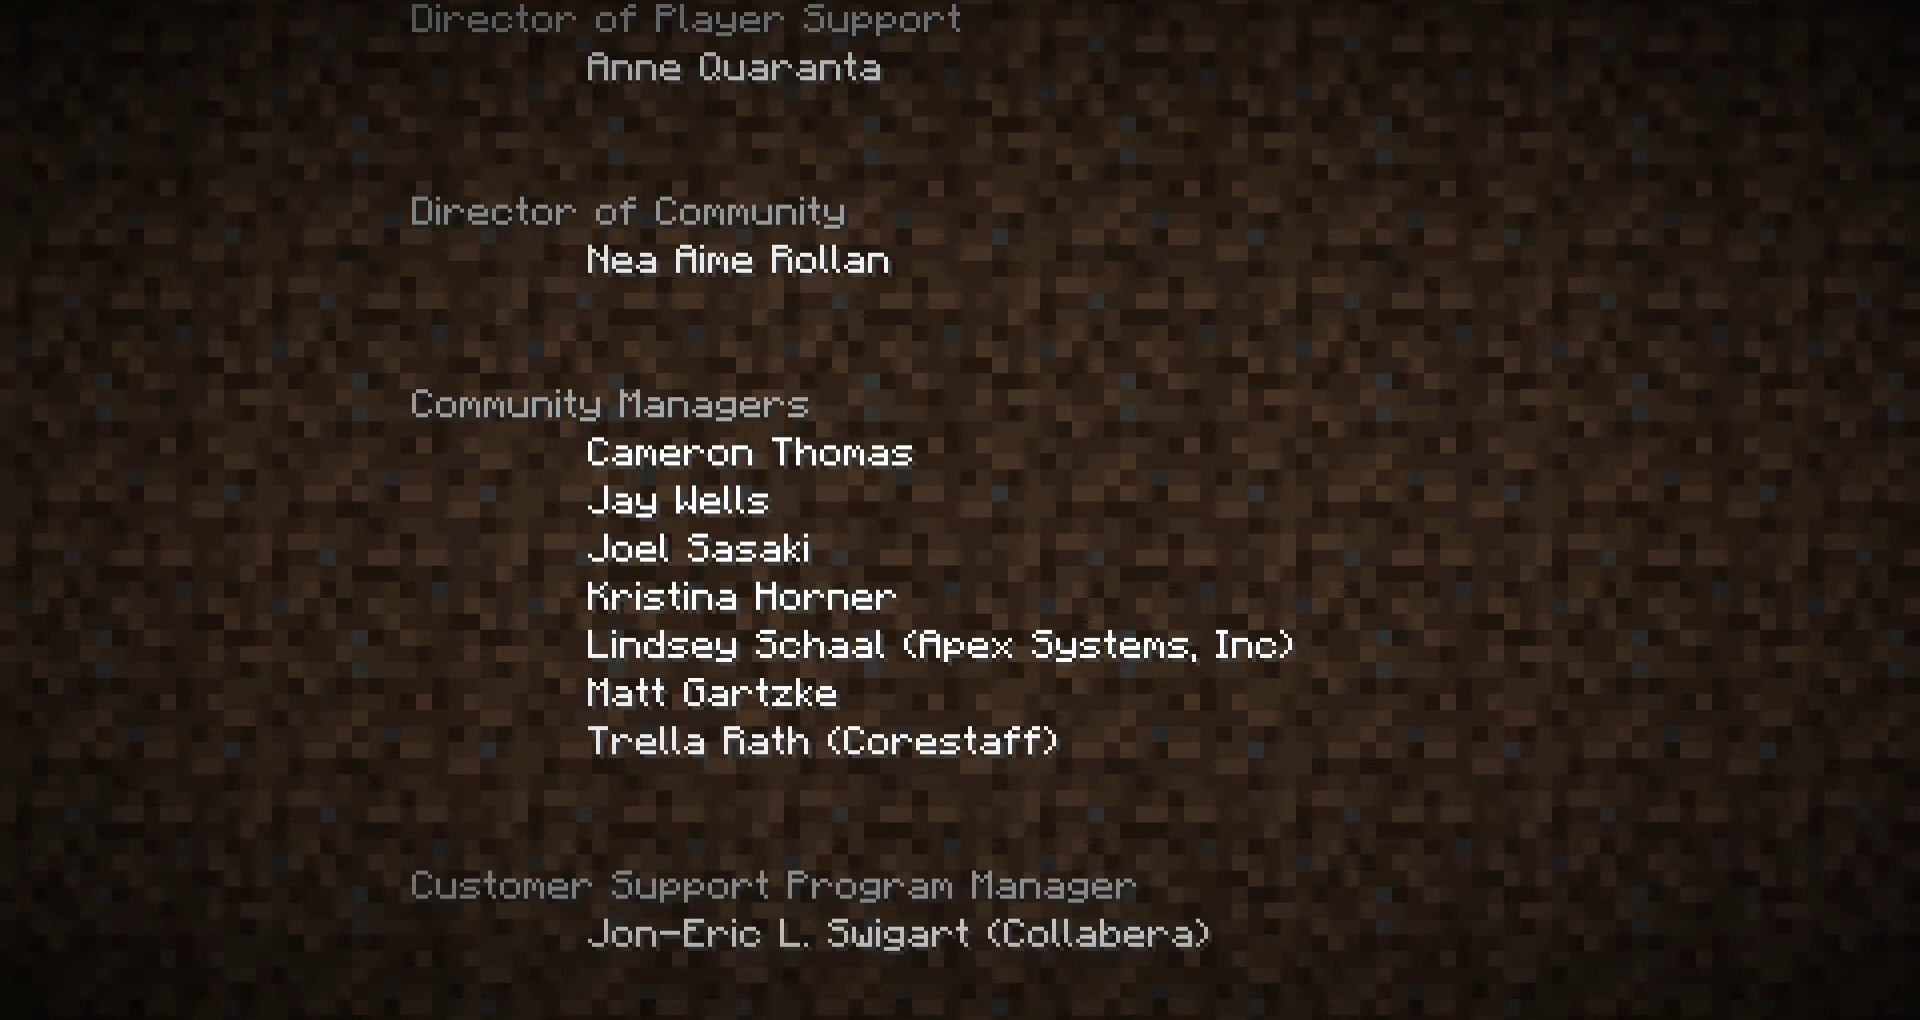 Director of Player Support
Anne Quaranta
Director of Community
Nea Aime Rollan
Community Managers
Cameron Thomas
Jay Wells
Joel Sasaki
Kristina Horner
Lindsey Schaal (Apex Systems, Inc)
Matt Gartzke
Trella Rath (Corestaff)
Customer Support Program Manager
Jon-Eric L. Swigart (Collabera)